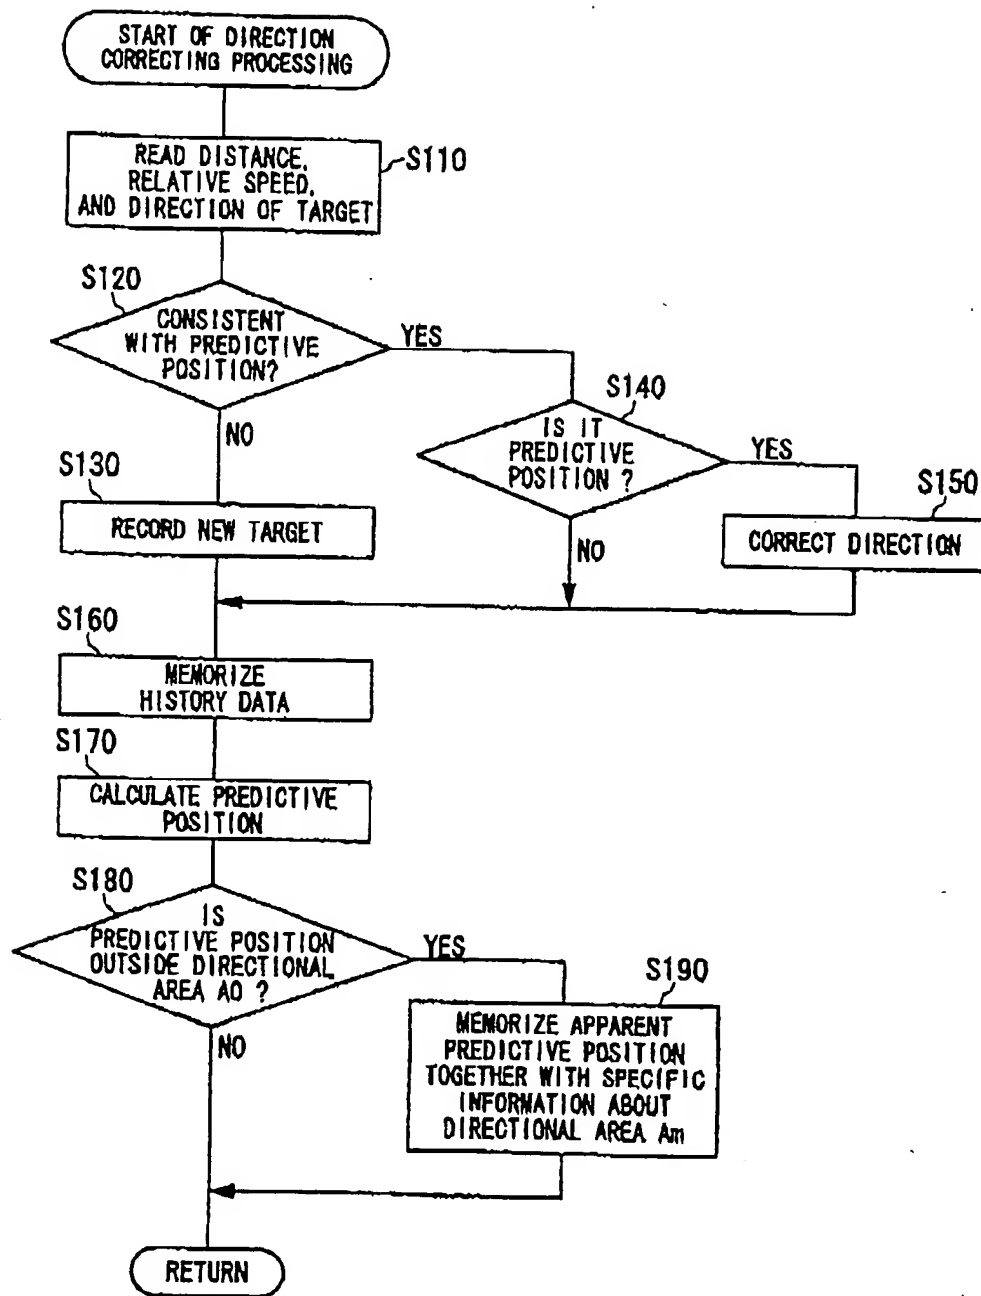 START OF DIRECTION
CORRECTING PROCESSING
READ DISTANCE,
RELATIVE SPEED,
AND DIRECTION OF TARGET
S110
S120
CONSISTENT
WITH PREDICTIVE
POSITION?
YES
NO
S140
IS IT
PREDICTIVE
POSITION ?
YES
NO
S150
CORRECT DIRECTION
S130
RECORD NEW TARGET
S160
MEMORIZE
HISTORY DATA
S170
CALCULATE PREDICTIVE
POSITION
S180
IS
PREDICTIVE POSITION
OUTSIDE DIRECTIONAL
AREA A0 ?
YES
NO
S190
MEMORIZE APPARENT
PREDICTIVE POSITION
TOGETHER WITH SPECIFIC
INFORMATION ABOUT
DIRECTIONAL AREA Am
RETURN